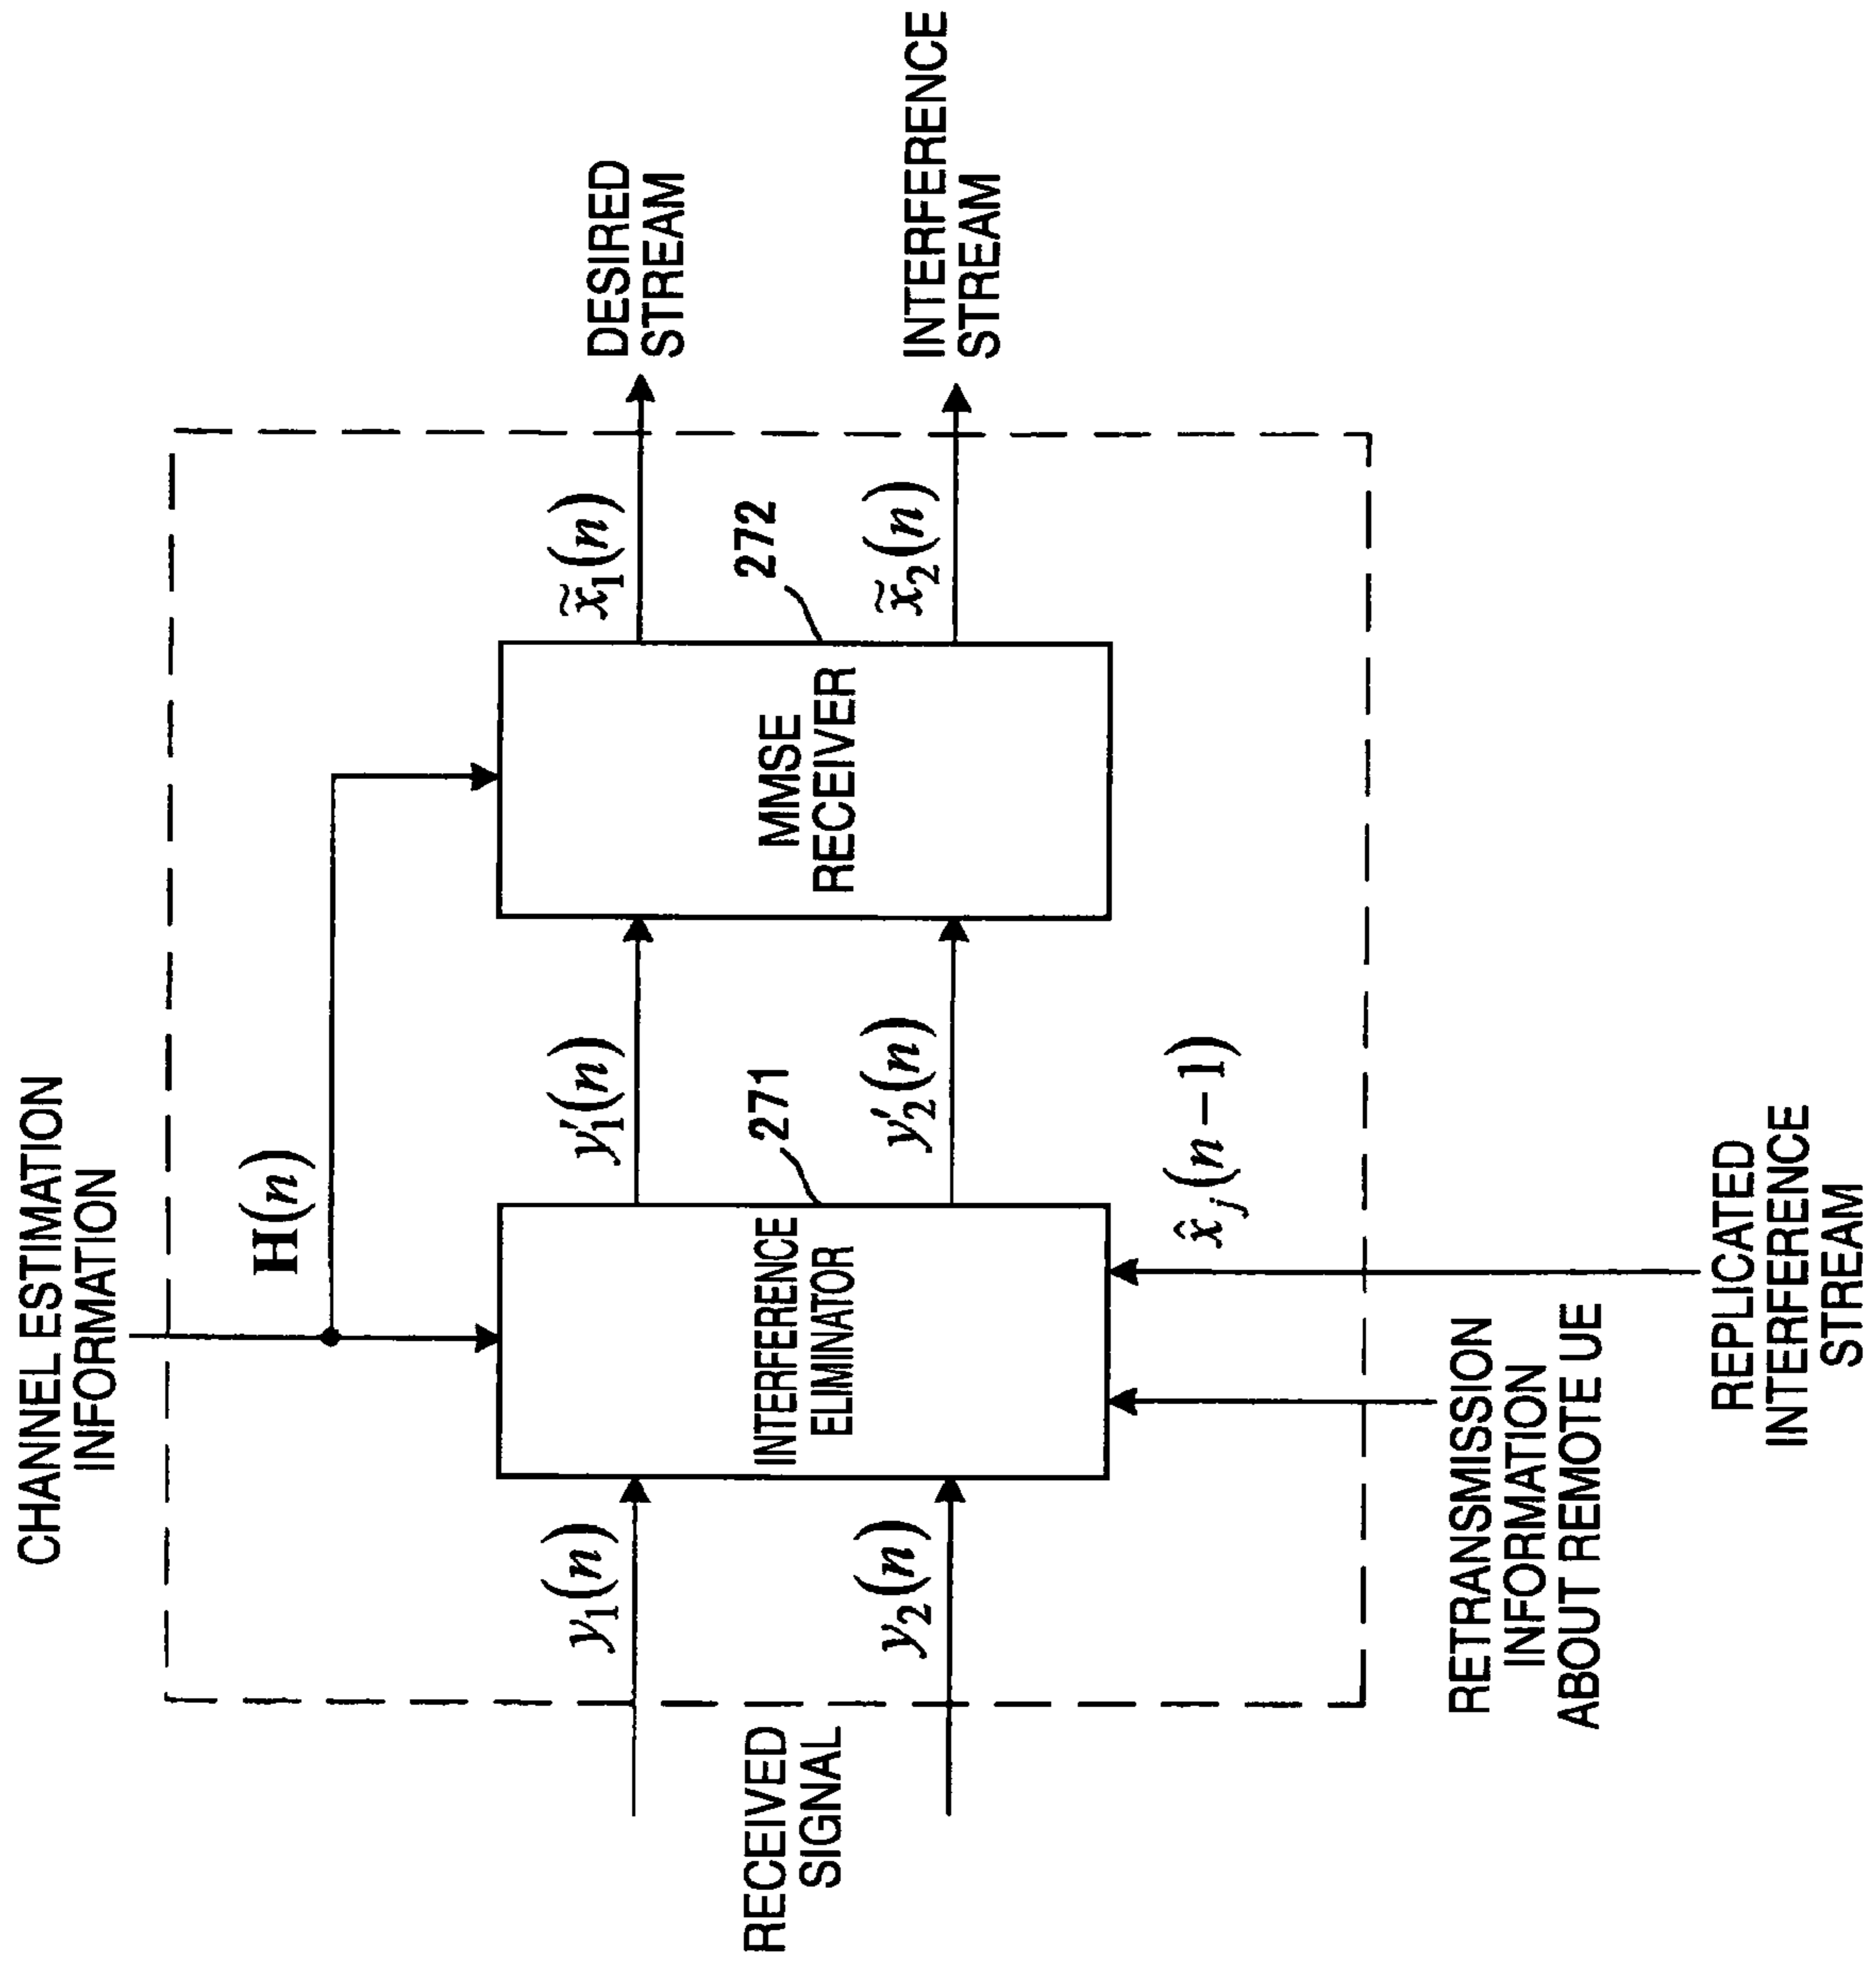 CHANNEL ESTIMATION
INFORMATION
H(n)
RECEIVED
SIGNAL
y₁(n)
y₂(n)
INTERFERENCE
ELIMINATOR
271
y′₁(n)
y′₂(n)
MMSE
RECEIVER
272
x̃₁(n)
x̃₂(n)
DESIRED
STREAM
INTERFERENCE
STREAM
RETRANSMISSION
INFORMATION
ABOUT REMOTE UE
x̂ⱼ(n − 1)
REPLICATED
INTERFERENCE
STREAM